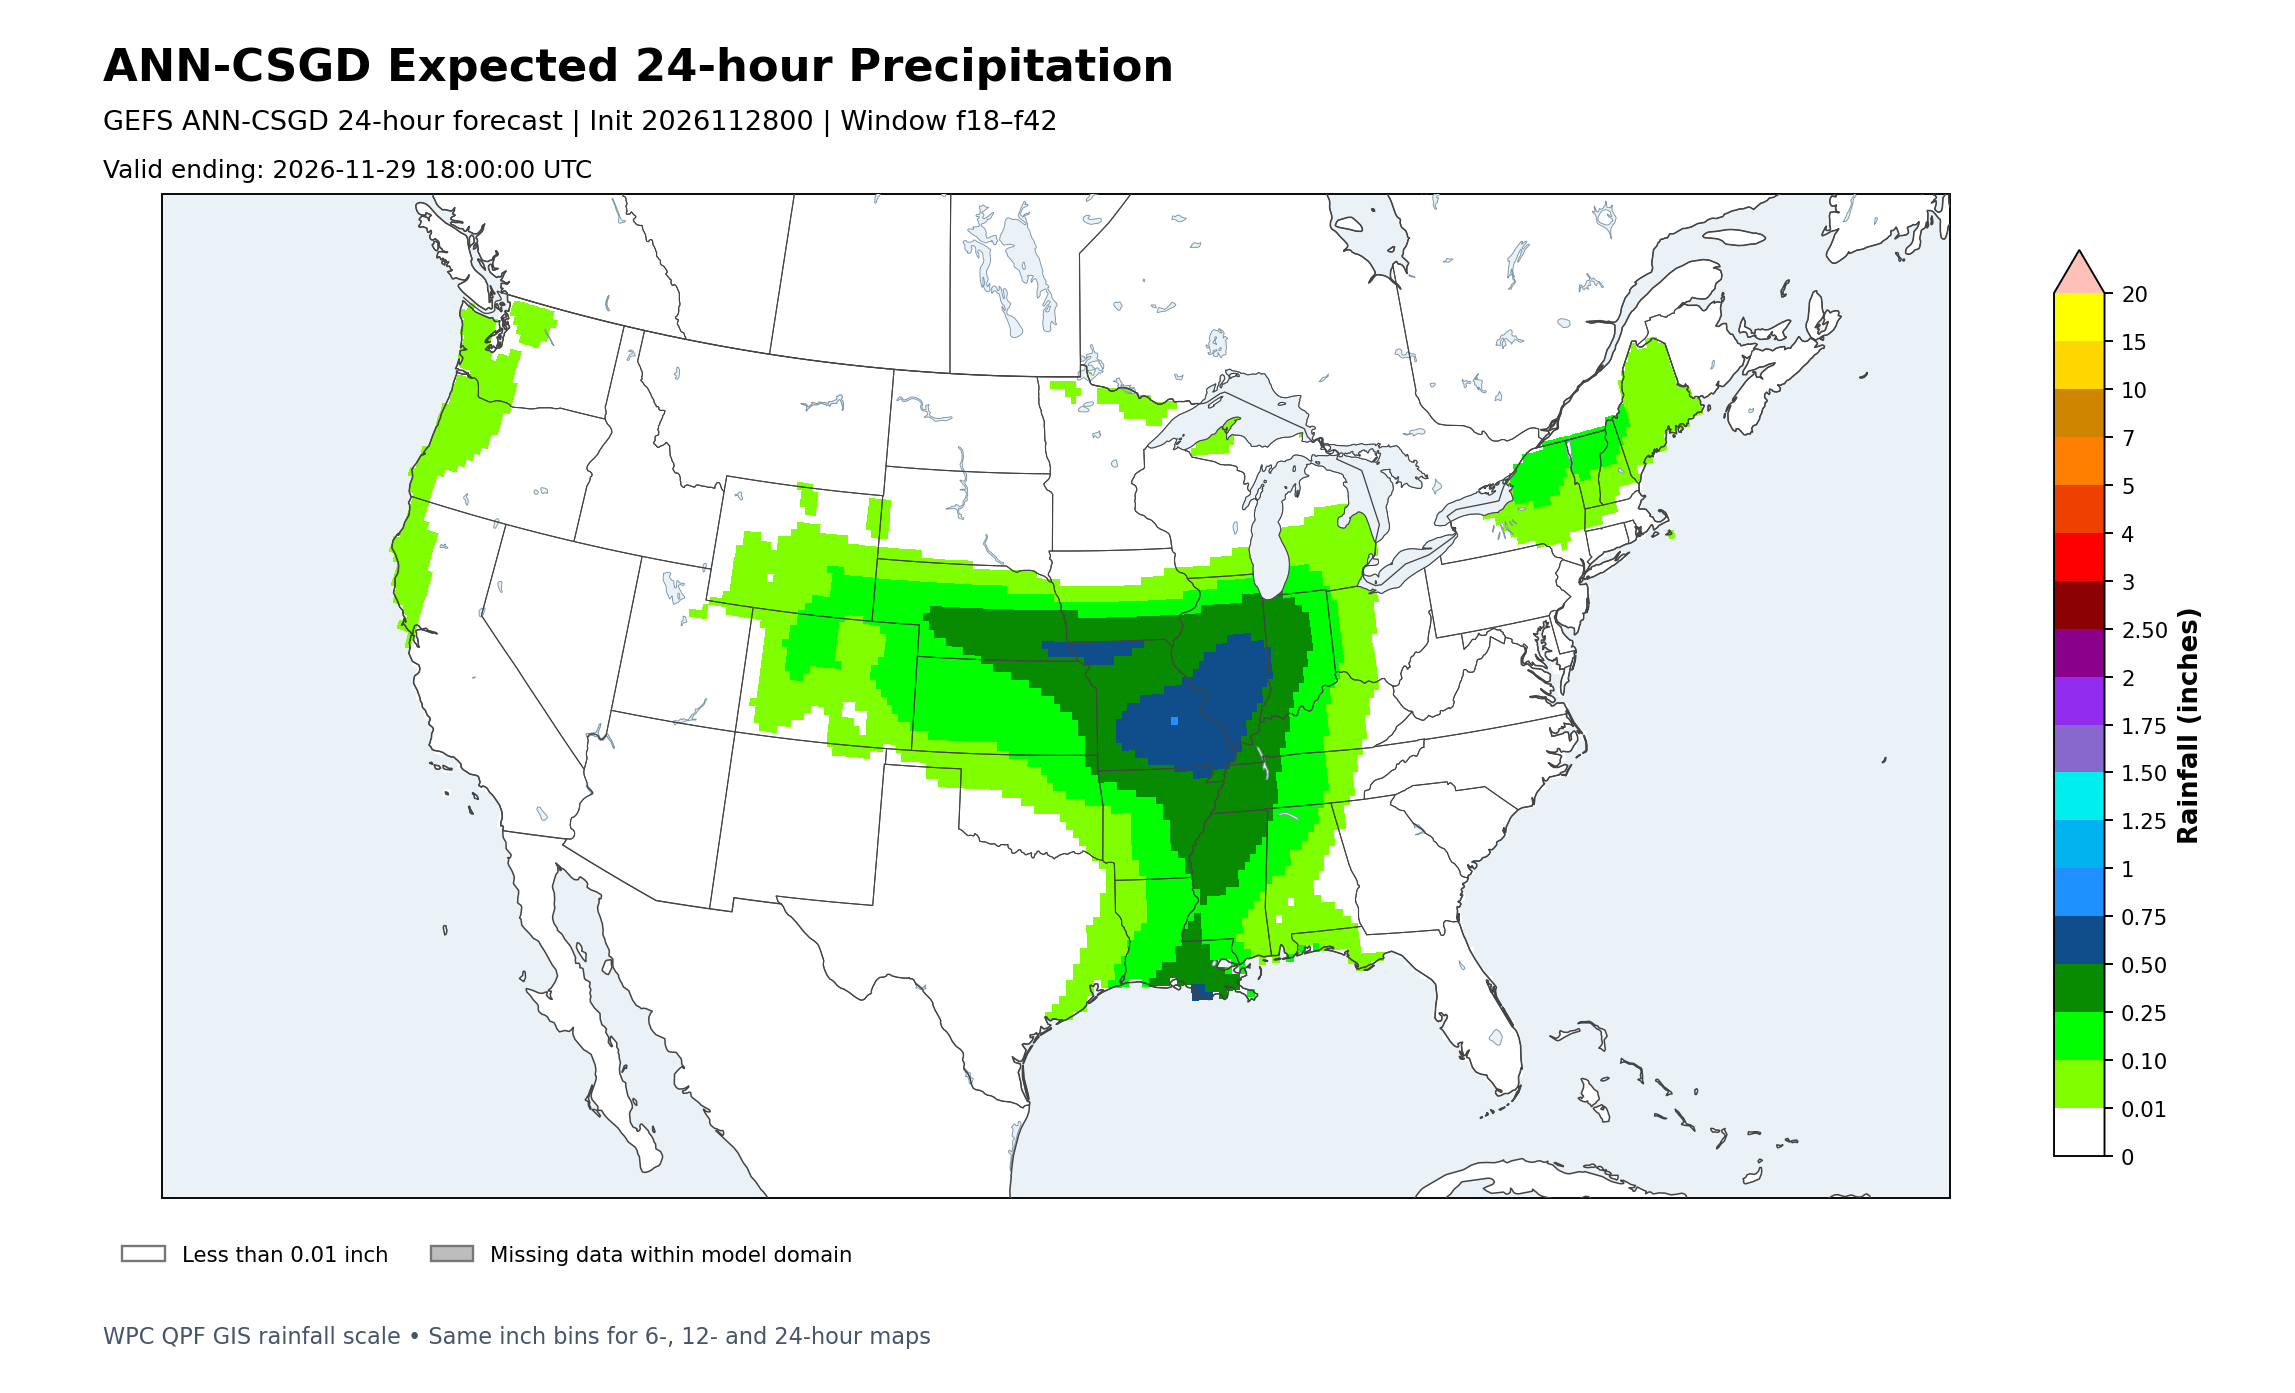 ANN-CSGD Expected 24-hour Precipitation
GEFS ANN-CSGD 24-hour forecast | Init 2026112800 | Window f18–f42
Valid ending: 2026-11-29 18:00:00 UTC
20
15
10
7
5
4
3
2.50
2
1.75
1.50
1.25
1
0.75
0.50
0.25
0.10
0.01
0
Rainfall (inches)
Less than 0.01 inch
Missing data within model domain
WPC QPF GIS rainfall scale • Same inch bins for 6-, 12- and 24-hour maps